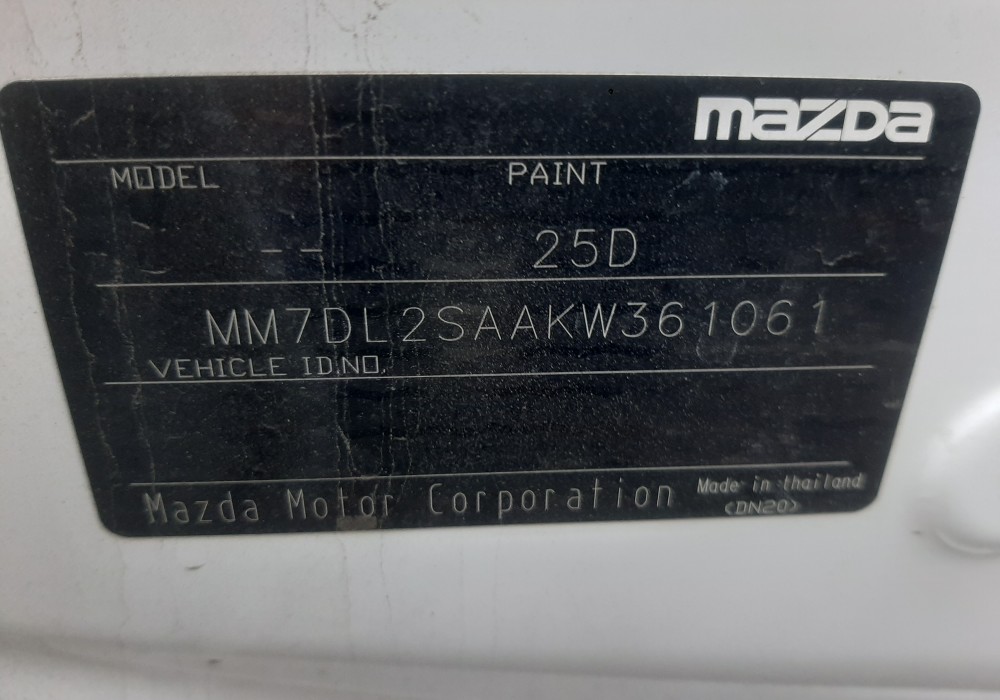 mazda
MODEL PAINT
-- 25D
MM7DL2SAAKW361061
VEHICLE ID.NO.
Mazda Motor Corporation Made in thailand
<DN20>